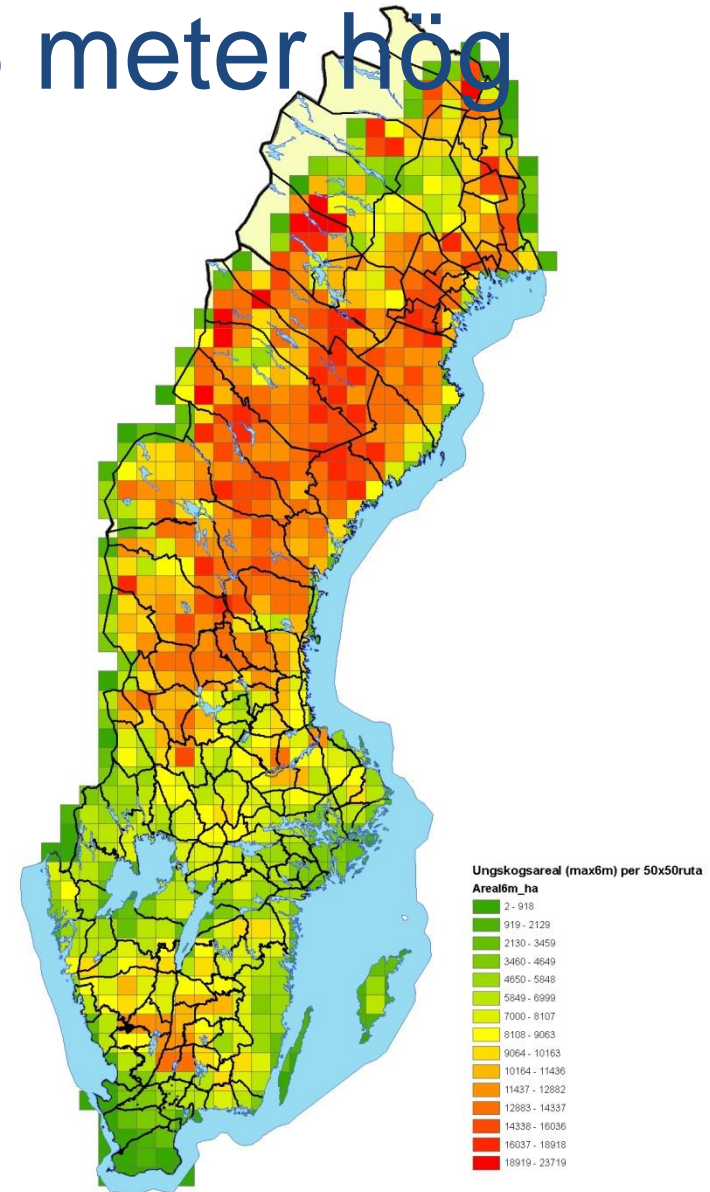 meter hög
Ungskogsareal (max6m) per 50x50ruta
Areal6m_ha
2 - 918
919 - 2129
2130 - 3459
3460 - 4649
4650 - 5848
5849 - 6999
7000 - 8107
8108 - 9063
9064 - 10163
10164 - 11436
11437 - 12882
12883 - 14337
14338 - 16036
16037 - 18918
18919 - 23719